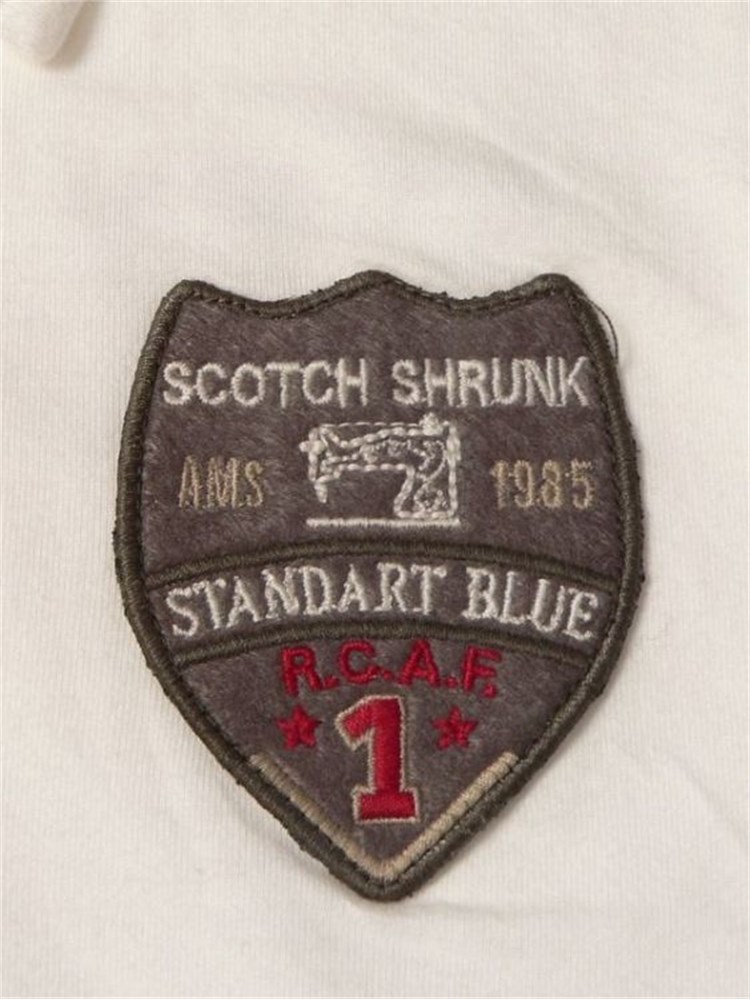 SCOTCH SHRUNK
AMS 1985
STANDART BLUE
R.C.A.F.
1